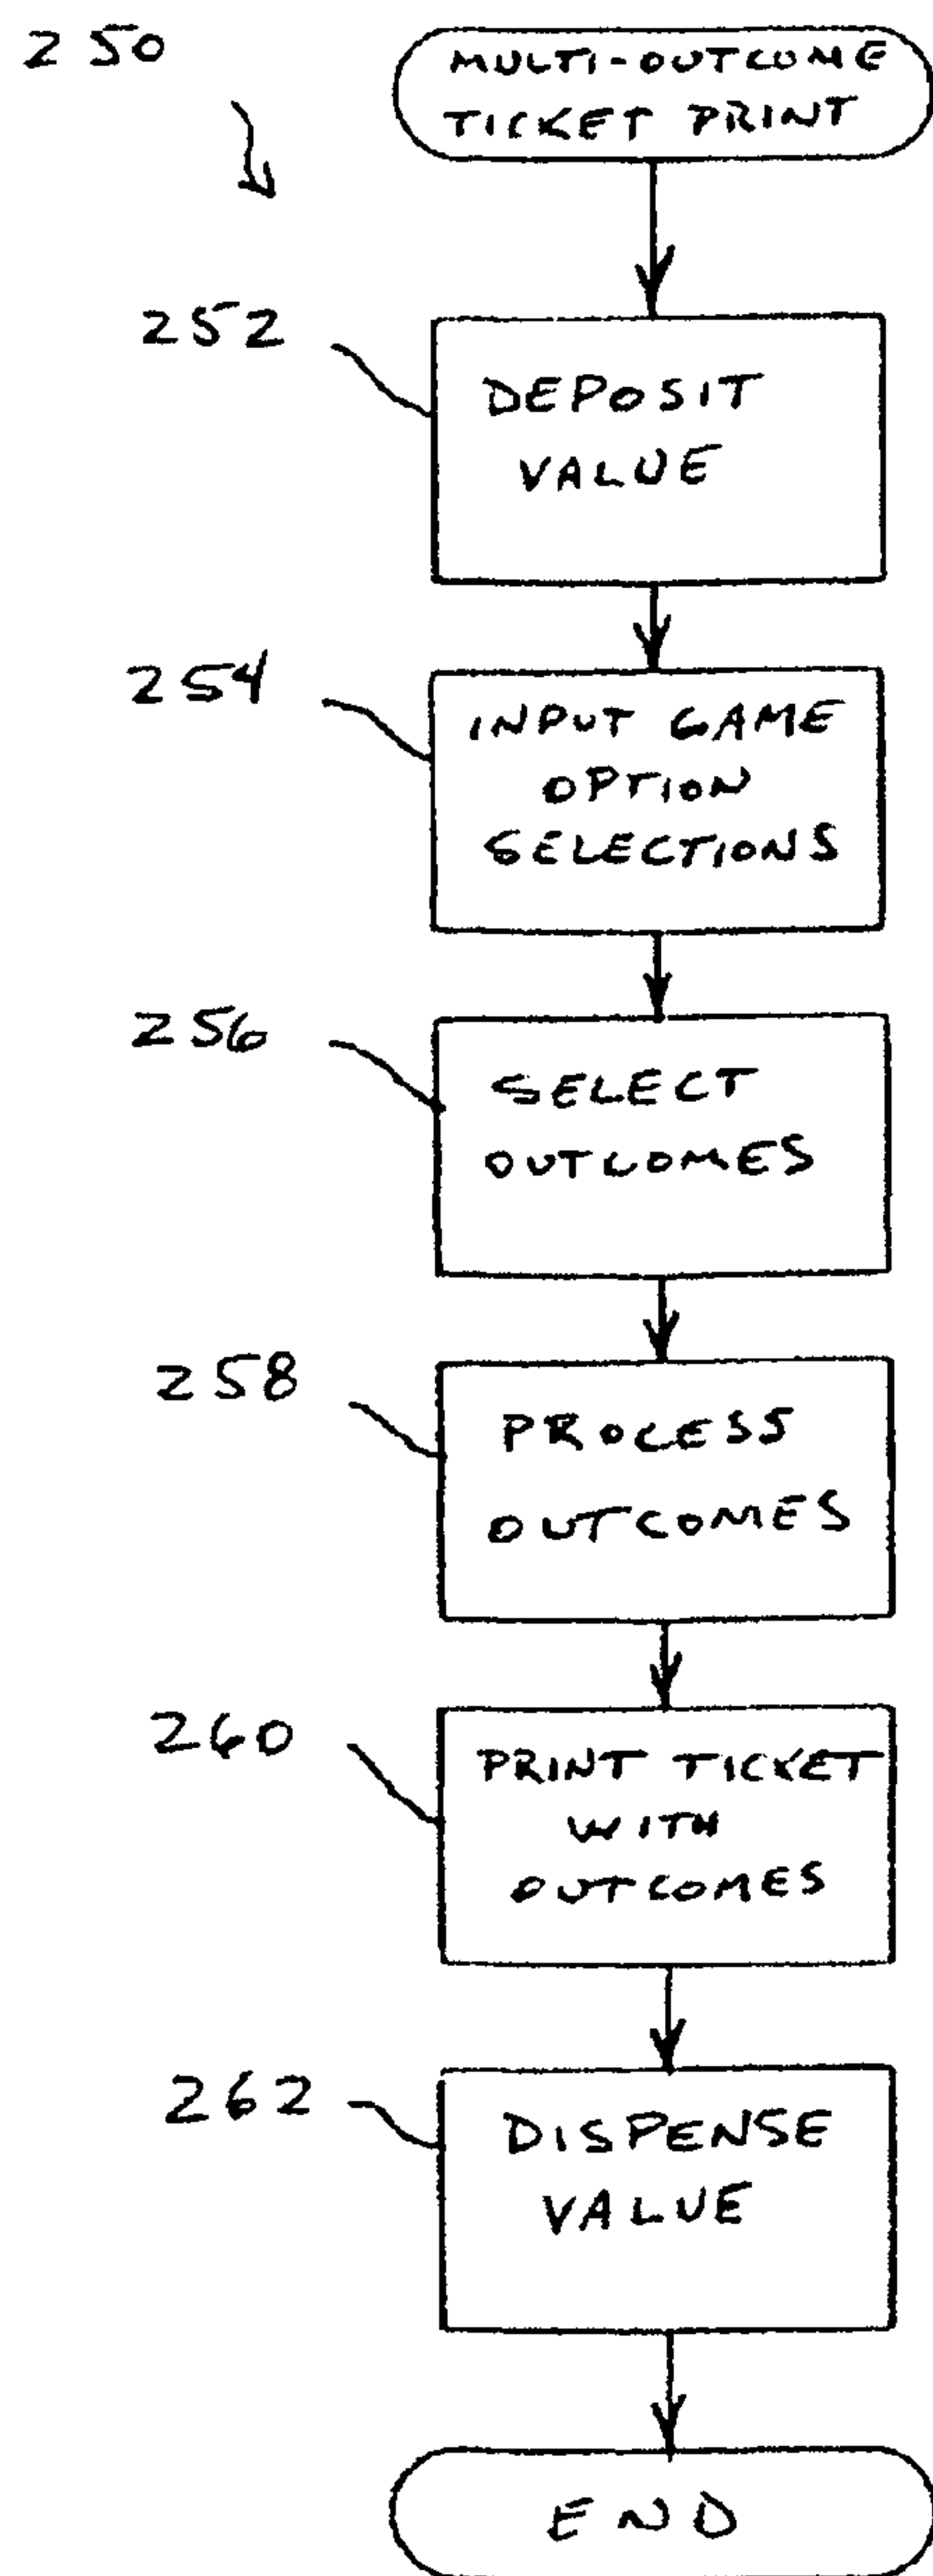 250
MULTI-OUTCOME
TICKET PRINT
252
DEPOSIT
VALUE
254
INPUT GAME
OPTION
SELECTIONS
256
SELECT
OUTCOMES
258
PROCESS
OUTCOMES
260
PRINT TICKET
WITH
OUTCOMES
262
DISPENSE
VALUE
END